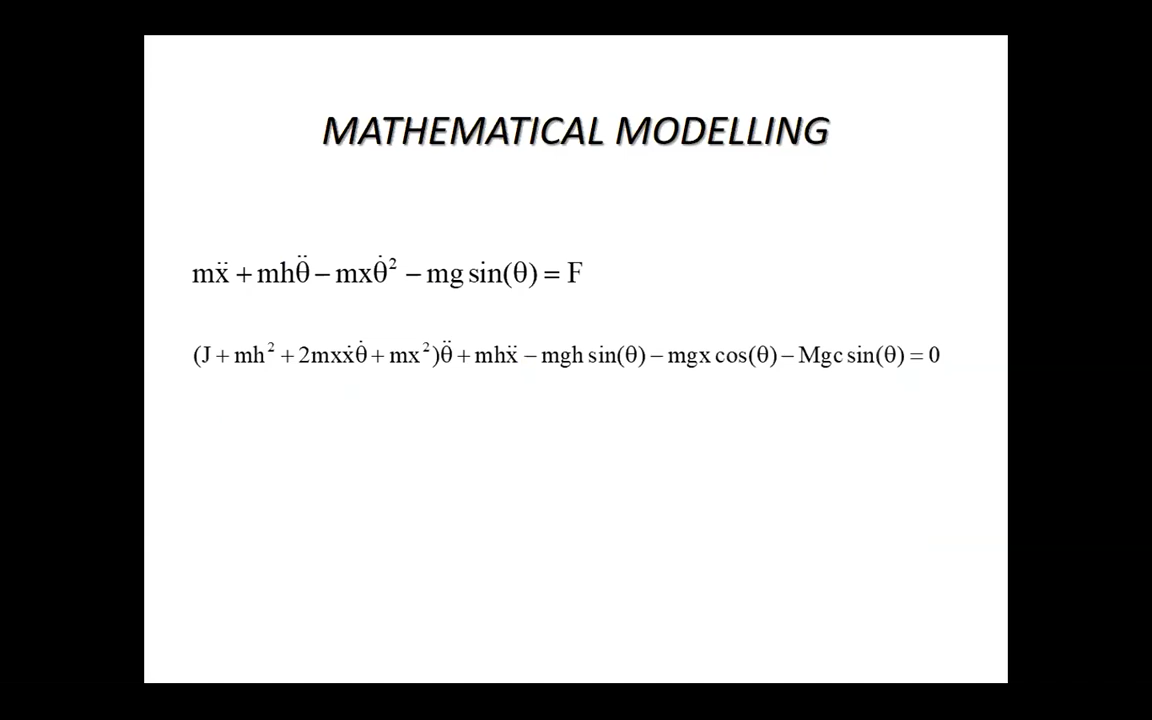 MATHEMATICAL MODELLING
mẍ + mhθ̈ − mxθ̇² − mg sin(θ) = F
(J + mh² + 2mxẋθ̇ + mx²)θ̈ + mhẍ − mgh sin(θ) − mgx cos(θ) − Mgc sin(θ) = 0